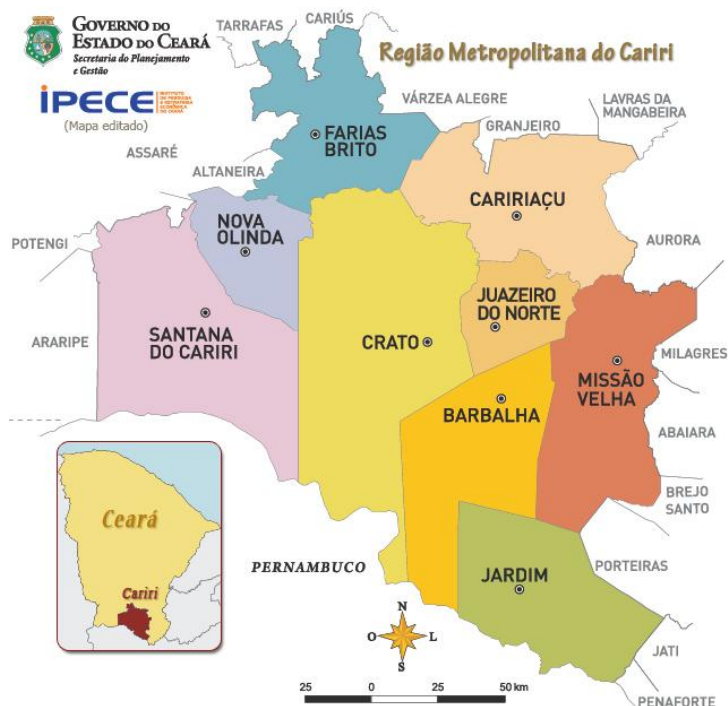 GOVERNO DO
ESTADO DO CEARÁ
Secretaria do Planejamento
e Gestão
IPECE
(Mapa editado)
Região Metropolitana do Cariri
TARRAFAS
CARIÚS
VÁRZEA ALEGRE
GRANJEIRO
LAVRAS DA
MANGABEIRA
FARIAS
BRITO
ASSARÉ
ALTANEIRA
CARIRIAÇU
NOVA
OLINDA
POTENGI
AURORA
JUAZEIRO
DO NORTE
SANTANA
DO CARIRI
ARARIPE
CRATO
MISSÃO
VELHA
MILAGRES
BARBALHA
ABAIARA
BREJO
SANTO
Ceará
Cariri
PERNAMBUCO
PORTEIRAS
JARDIM
N
O
L
S
JATI
PENAFORTE
25
0
25
50 km